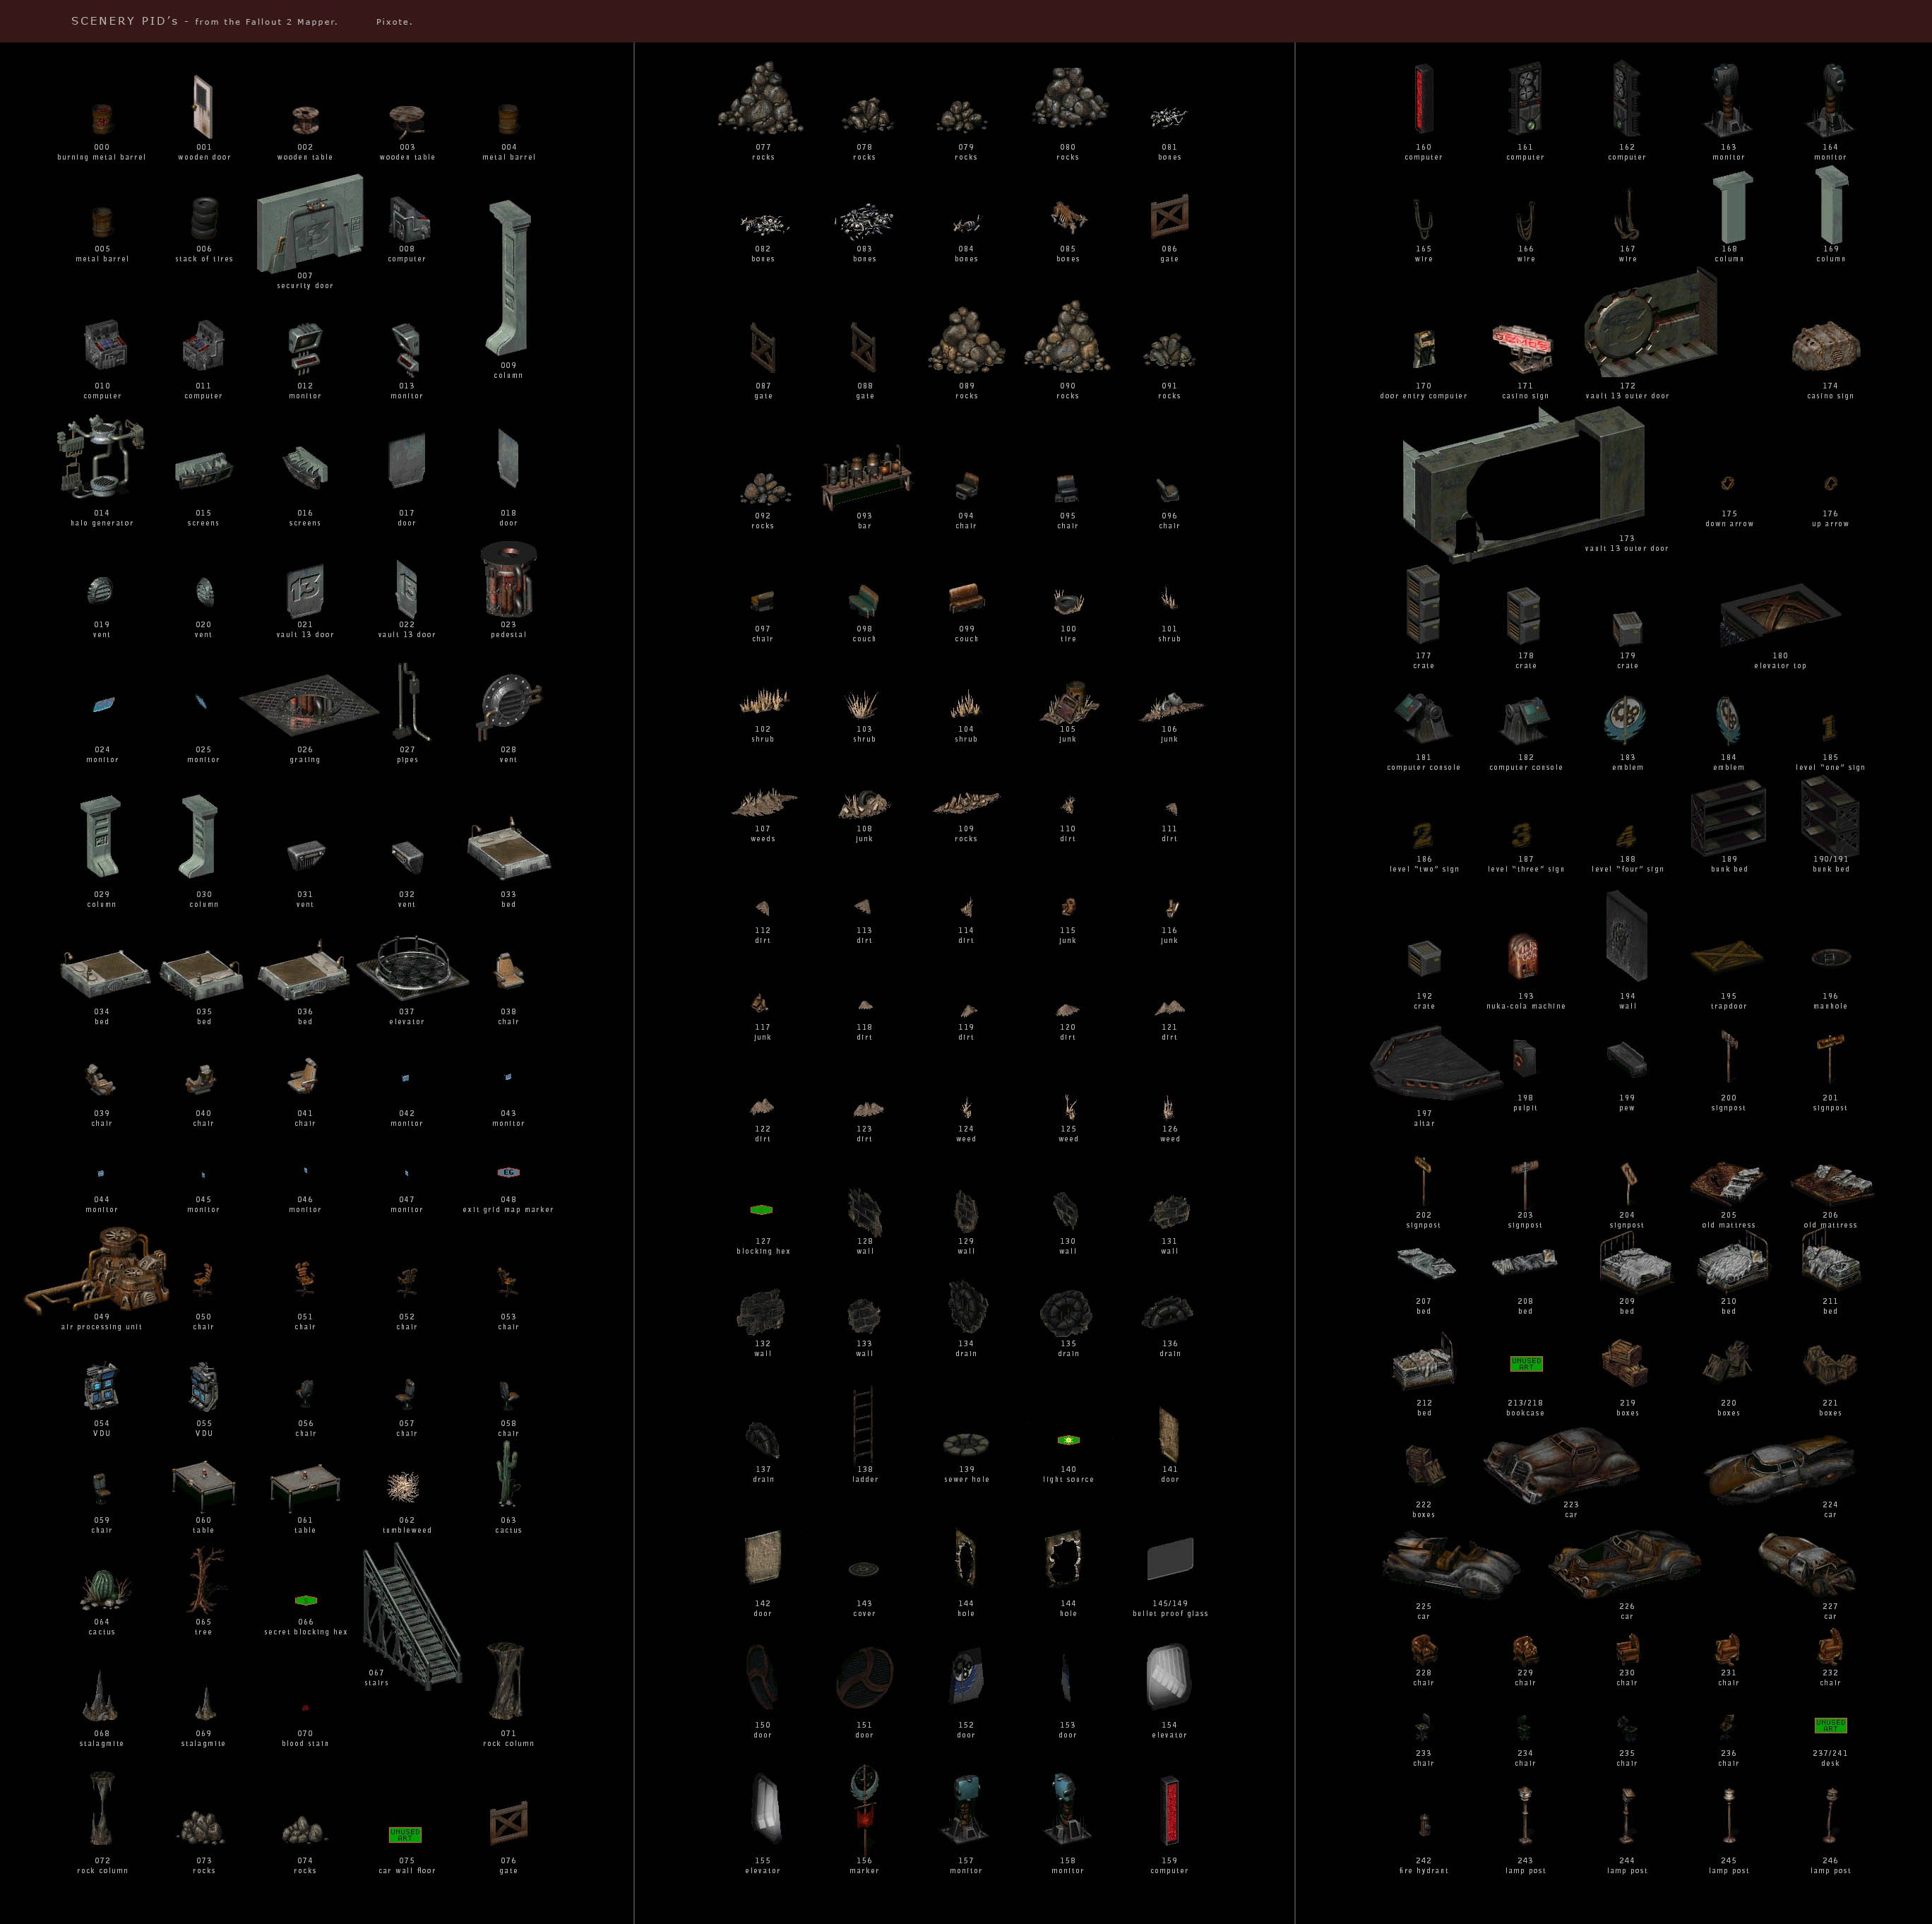 SCENERY PID's - from the Fallout 2 Mapper. Pixote.
000 001 002 003 004
burning metal barrel wooden door wooden table wooden table metal barrel
005 006 008
metal barrel stack of tires computer
007
security door
009
column
010 011 012 013
computer computer monitor monitor
014 015 016 017 018
halo generator screens screens door door
019 020 021 022 023
vent vent vault 13 door vault 13 door pedestal
024 025 026 027 028
monitor monitor grating pipes vent
029 030 031 032 033
column column vent vent bed
034 035 036 037 038
bed bed bed elevator chair
039 040 041 042 043
chair chair chair monitor monitor
EG
044 045 046 047 048
monitor monitor monitor monitor exit grid map marker
049 050 051 052 053
air processing unit chair chair chair chair
054 055 056 057 058
VDU VDU chair chair chair
059 060 061 062 063
chair table table tumbleweed cactus
064 065 066
cactus tree secret blocking hex
067
stairs
068 069 070 071
stalagmite stalagmite blood stain rock column
UNUSED
ART
072 073 074 075 076
rock column rocks rocks car wall floor gate
077 078 079 080 081
rocks rocks rocks rocks bones
082 083 084 085 086
bones bones bones bones gate
087 088 089 090 091
gate gate rocks rocks rocks
092 093 094 095 096
rocks bar chair chair chair
097 098 099 100 101
chair couch couch tire shrub
102 103 104 105 106
shrub shrub shrub junk junk
107 108 109 110 111
weeds junk rocks dirt dirt
112 113 114 115 116
dirt dirt dirt junk junk
117 118 119 120 121
junk dirt dirt dirt dirt
122 123 124 125 126
dirt dirt weed weed weed
127 128 129 130 131
blocking hex wall wall wall wall
132 133 134 135 136
wall wall drain drain drain
137 138 139 140 141
drain ladder sewer hole light source door
142 143 144 144 145/149
door cover hole hole bullet proof glass
150 151 152 153 154
door door door door elevator
155 156 157 158 159
elevator marker monitor monitor computer
160 161 162 163 164
computer computer computer monitor monitor
165 166 167 168 169
wire wire wire column column
GIZMO'S
170 171 172 174
door entry computer casino sign vault 13 outer door casino sign
175 176
down arrow up arrow
173
vault 13 outer door
177 178 179 180
crate crate crate elevator top
181 182 183 184 185
computer console computer console emblem emblem level "one" sign
186 187 188 189 190/191
level "two" sign level "three" sign level "four" sign bunk bed bunk bed
192 193 194 195 196
crate nuka-cola machine wall trapdoor manhole
197 198 199 200 201
altar pulpit pew signpost signpost
202 203 204 205 206
signpost signpost signpost old mattress old mattress
207 208 209 210 211
bed bed bed bed bed
UNUSED
ART
212 213/218 219 220 221
bed bookcase boxes boxes boxes
222 223 224
boxes car car
225 226 227
car car car
228 229 230 231 232
chair chair chair chair chair
UNUSED
ART
233 234 235 236 237/241
chair chair chair chair desk
242 243 244 245 246
fire hydrant lamp post lamp post lamp post lamp post